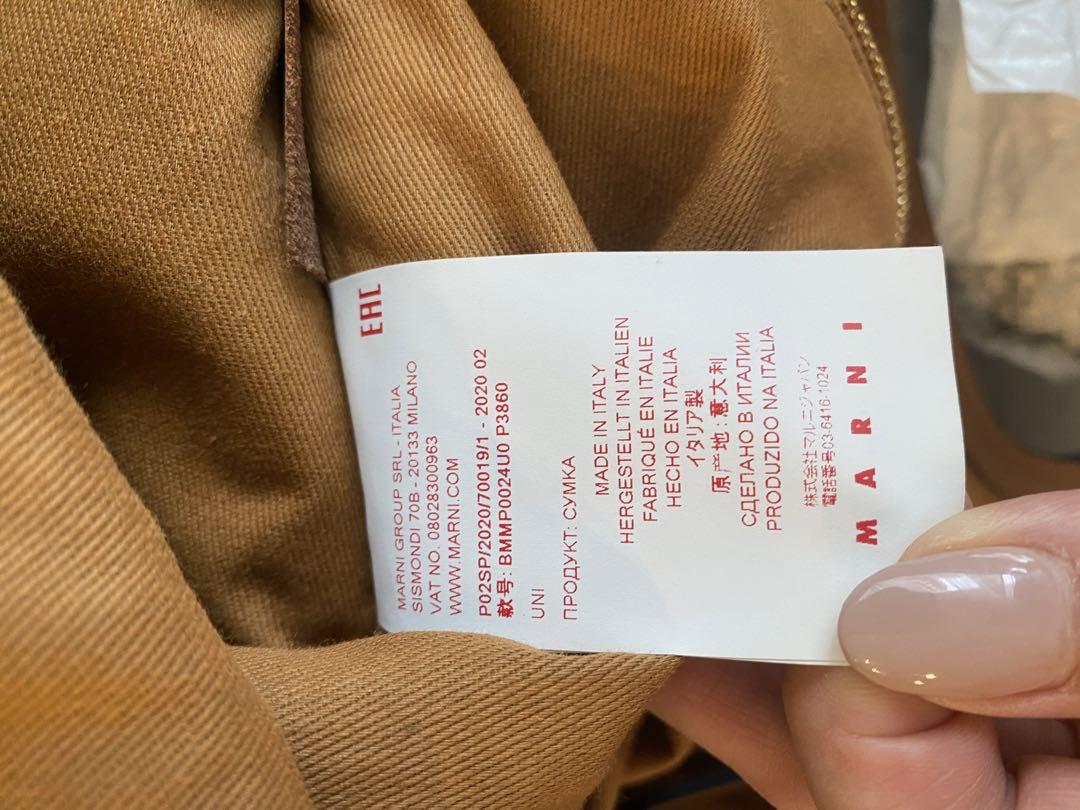 EAC
MARNI GROUP SRL - ITALIA
SISMONDI 70B - 20133 MILANO
VAT NO. 08028300963
WWW.MARNI.COM
P02SP/2020/70019/1 - 2020 02
款号: BMMP0024U0 P3860
UNI
ПРОДУКТ: СУМКА
MADE IN ITALY
HERGESTELLT IN ITALIEN
FABRIQUÉ EN ITALIE
HECHO EN ITALIA
イタリア製
原产地:意大利
СДЕЛАНО В ИТАЛИИ
PRODUZIDO NA ITALIA
株式会社マルニジャパン
電話番号03-6416-1024
MARNI